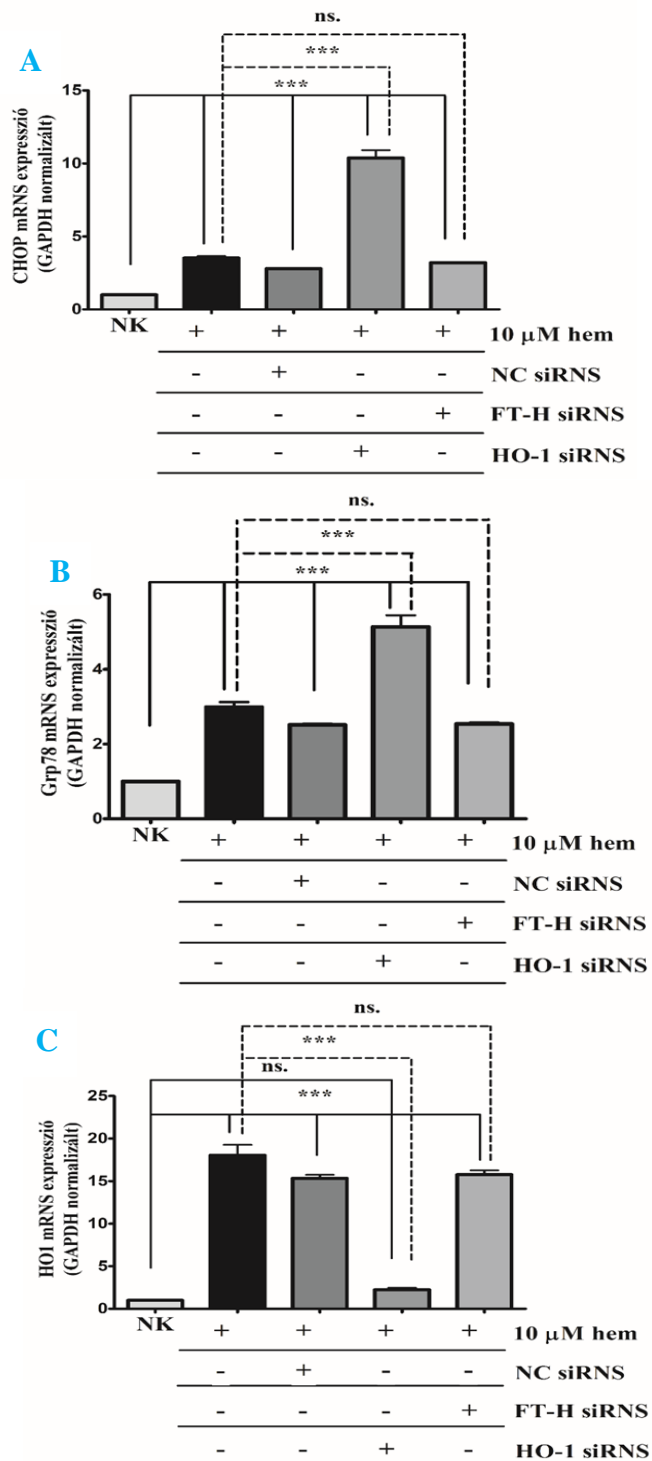 A
ns.
***
***
CHOP mRNS expresszió
(GAPDH normalizált)
15
10
5
0
NK + + + + 10 µM hem
- + - - NC siRNS
- - - + FT-H siRNS
- - + - HO-1 siRNS
B
ns.
***
***
Grp78 mRNS expresszió
(GAPDH normalizált)
6
4
2
0
NK + + + + 10 µM hem
- + - - NC siRNS
- - - + FT-H siRNS
- - + - HO-1 siRNS
C
ns.
***
ns.
***
HO1 mRNS expresszió
(GAPDH normalizált)
25
20
15
10
5
0
NK + + + + 10 µM hem
- + - - NC siRNS
- - - + FT-H siRNS
- - + - HO-1 siRNS